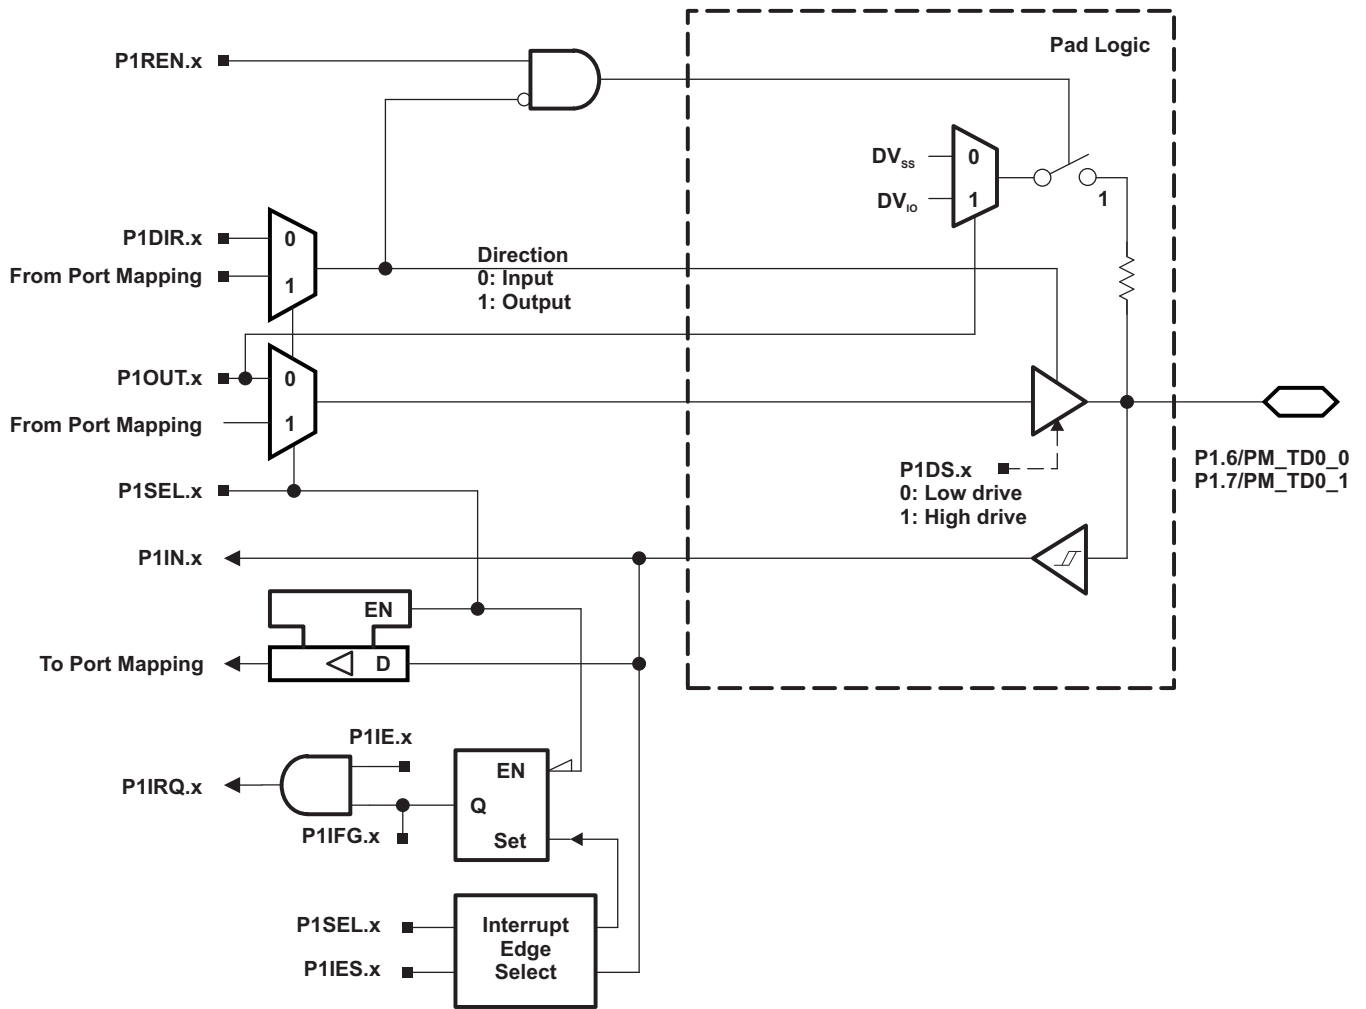 Pad Logic
P1REN.x
DVSS
0
DVIO
1
1
P1DIR.x
0
From Port Mapping
1
Direction
0: Input
1: Output
P1OUT.x
0
From Port Mapping
1
P1SEL.x
P1DS.x
0: Low drive
1: High drive
P1.6/PM_TD0_0
P1.7/PM_TD0_1
P1IN.x
EN
To Port Mapping
D
P1IE.x
EN
P1IRQ.x
Q
P1IFG.x
Set
P1SEL.x
P1IES.x
Interrupt
Edge
Select